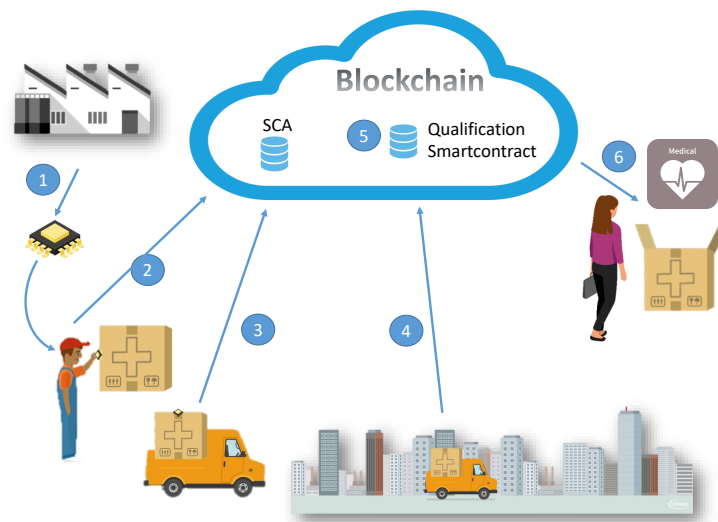 Blockchain
SCA
5
Qualification
Smartcontract
6
Medical
1
2
3
4